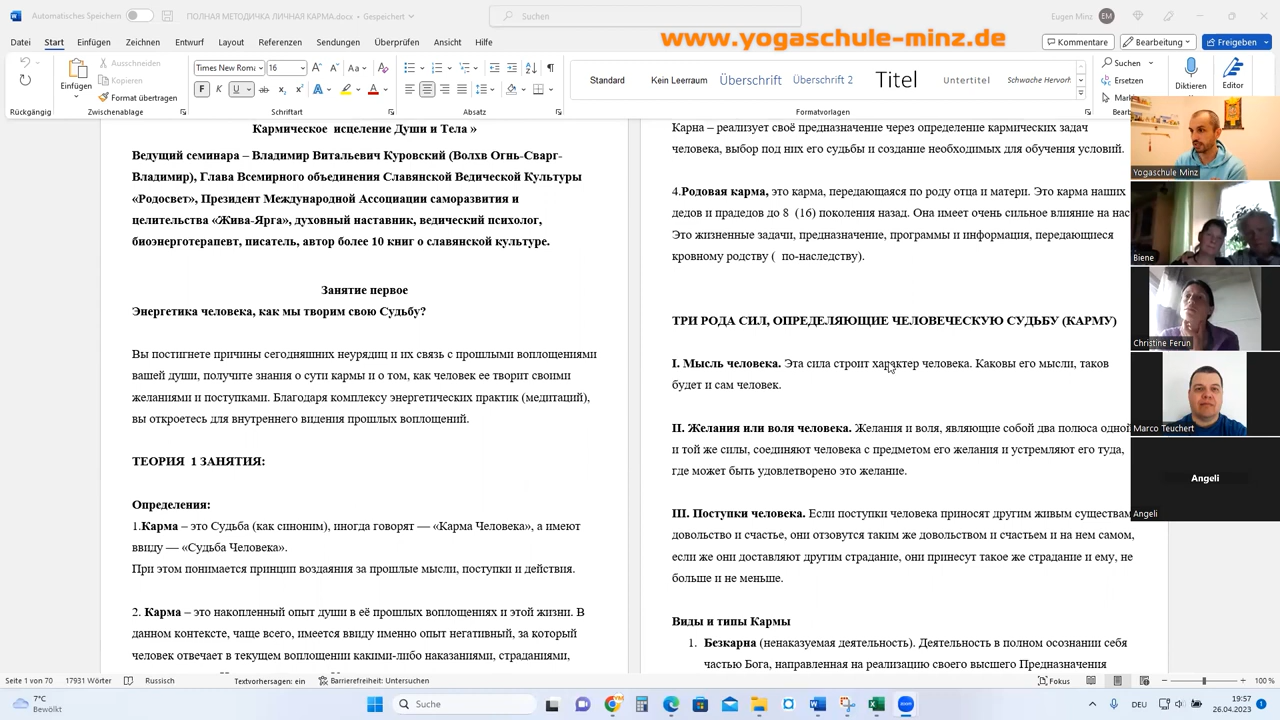 Automatisches Speichern
ПОЛНАЯ МЕТОДИЧКА ЛИЧНАЯ КАРМА.docx • Gespeichert
Suchen
Eugen Minz
EM
www.yogaschule-minz.de
Datei
Start
Einfügen
Zeichnen
Entwurf
Layout
Referenzen
Sendungen
Überprüfen
Ansicht
Hilfe
Kommentare
Bearbeitung
Freigeben
Einfügen
Ausschneiden
Kopieren
Format übertragen
Times New Roma
16
F K U ab x₂ x²
Standard
Kein Leerraum
Überschrift
Überschrift 2
Titel
Untertitel
Schwache Hervorh
Suchen
Ersetzen
Diktieren
Editor
Rückgängig
Zwischenablage
Schriftart
Absatz
Formatvorlagen
Кармическое исцеление Души и Тела »
Ведущий семинара – Владимир Витальевич Куровский (Волхв Огнь-Сварг-
Владимир), Глава Всемирного объединения Славянской Ведической Культуры
«Родосвет», Президент Международной Ассоциации саморазвития и
целительства «Жива-Ярга», духовный наставник, ведический психолог,
биоэнерготерапевт, писатель, автор более 10 книг о славянской культуре.
Занятие первое
Энергетика человека, как мы творим свою Судьбу?
Вы постигнете причины сегодняшних неурядиц и их связь с прошлыми воплощениями
вашей души, получите знания о сути кармы и о том, как человек ее творит своими
желаниями и поступками. Благодаря комплексу энергетических практик (медитаций),
вы откроетесь для внутреннего видения прошлых воплощений.
ТЕОРИЯ 1 ЗАНЯТИЯ:
Определения:
1.Карма – это Судьба (как синоним), иногда говорят — «Карма Человека», а имеют
ввиду — «Судьба Человека».
При этом понимается принцип воздаяния за прошлые мысли, поступки и действия.
2. Карма – это накопленный опыт души в её прошлых воплощениях и этой жизни. В
данном контексте, чаще всего, имеется ввиду именно опыт негативный, за который
человек отвечает в текущем воплощении какими-либо наказаниями, страданиями,
Карна – реализует своё предназначение через определение кармических задач
человека, выбор под них его судьбы и создание необходимых для обучения условий.
4.Родовая карма, это карма, передающаяся по роду отца и матери. Это карма наших
дедов и прадедов до 8 (16) поколения назад. Она имеет очень сильное влияние на нас
Это жизненные задачи, предназначение, программы и информация, передающиеся
кровному родству ( по-наследству).
ТРИ РОДА СИЛ, ОПРЕДЕЛЯЮЩИЕ ЧЕЛОВЕЧЕСКУЮ СУДЬБУ (КАРМУ)
I. Мысль человека. Эта сила строит характер человека. Каковы его мысли, таков
будет и сам человек.
II. Желания или воля человека. Желания и воля, являющие собой два полюса одной
и той же силы, соединяют человека с предметом его желания и устремляют его туда,
где может быть удовлетворено это желание.
III. Поступки человека. Если поступки человека приносят другим живым существам
довольство и счастье, они отзовутся таким же довольством и счастьем и на нем самом,
если же они доставляют другим страдание, они принесут такое же страдание и ему, не
больше и не меньше.
Виды и типы Кармы
1. Безкарна (ненаказуемая деятельность). Деятельность в полном осознании себя
частью Бога, направленная на реализацию своего высшего Предназначения
Yogaschule Minz
Biene
Christine Ferun
Marco Teuchert
Angeli
Angeli
Seite 1 von 70
17931 Wörter
Russisch
Textvorhersagen: ein
Barrierefreiheit: Untersuchen
Fokus
100 %
7°C
Bewölkt
Suche
DEU
19:57
26.04.2023